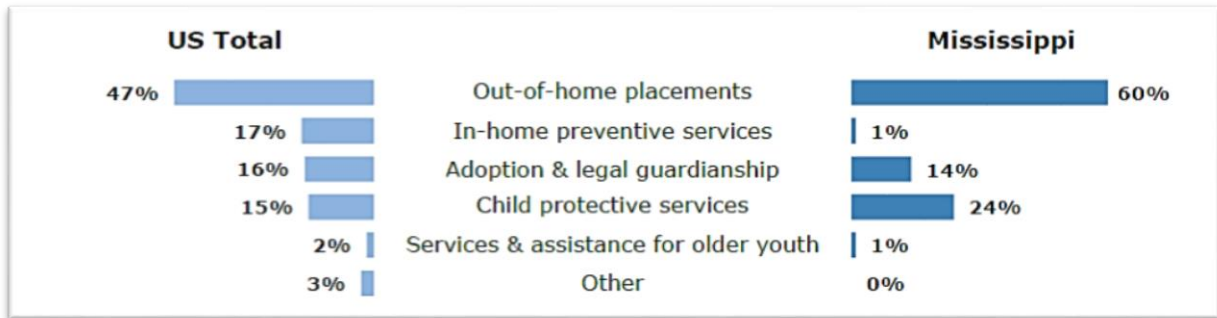 US Total Mississippi
47% Out-of-home placements 60%
17% In-home preventive services 1%
16% Adoption & legal guardianship 14%
15% Child protective services 24%
2% Services & assistance for older youth 1%
3% Other 0%